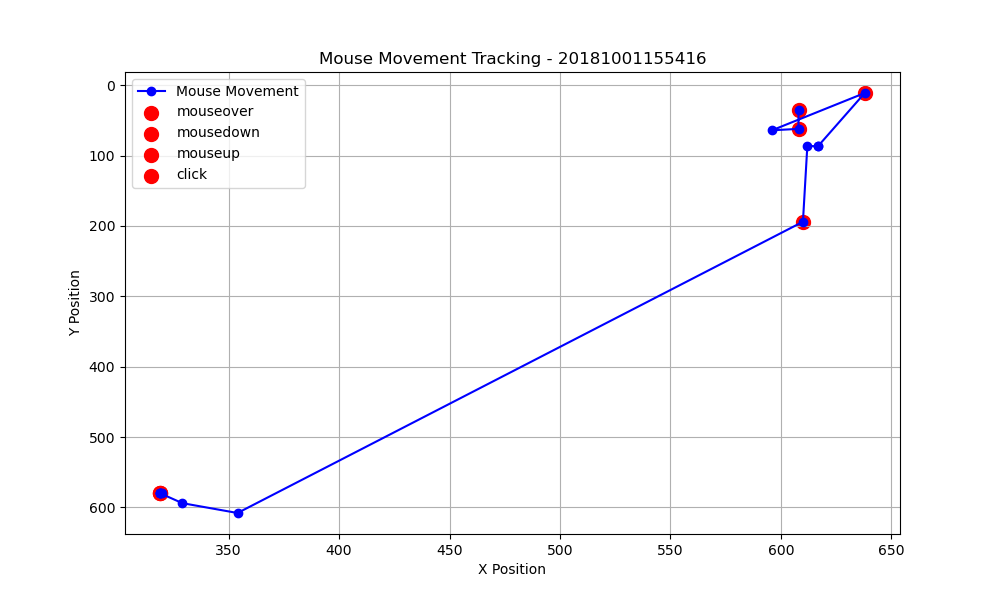 Mouse Movement Tracking - 20181001155416
Mouse Movement
mouseover
mousedown
mouseup
click
0
100
200
300
400
500
600
Y Position
350
400
450
500
550
600
650
X Position